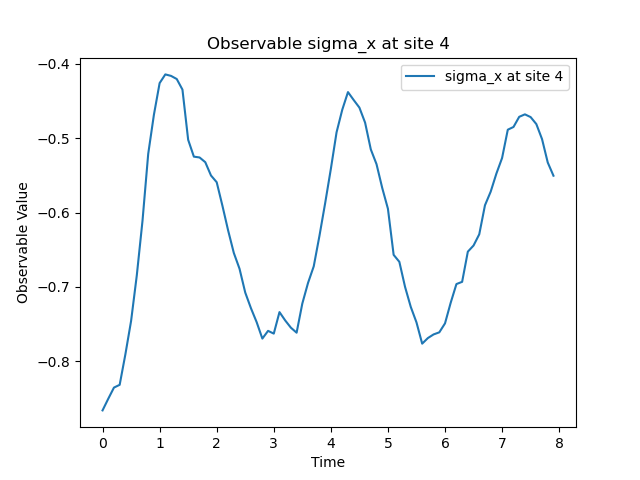 Observable sigma_x at site 4
sigma_x at site 4
Observable Value
−0.4
−0.5
−0.6
−0.7
−0.8
0 1 2 3 4 5 6 7 8
Time